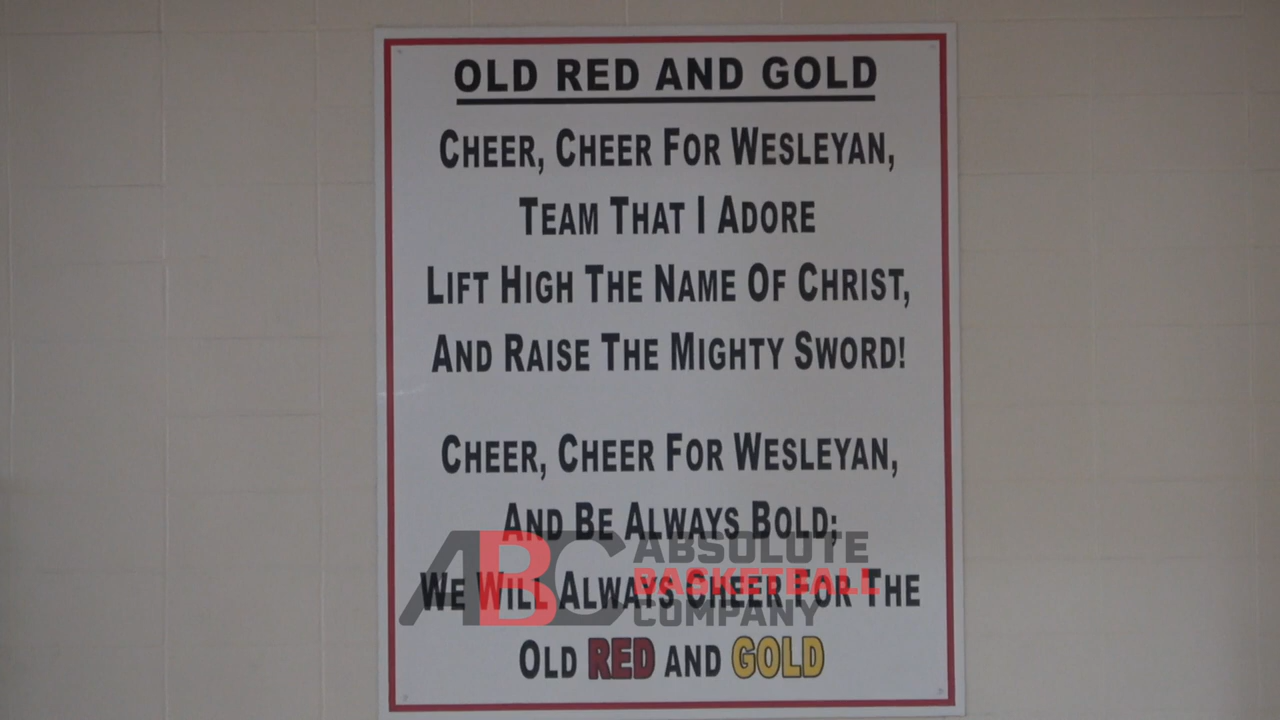 OLD RED AND GOLD
CHEER, CHEER FOR WESLEYAN,
TEAM THAT I ADORE
LIFT HIGH THE NAME OF CHRIST,
AND RAISE THE MIGHTY SWORD!
CHEER, CHEER FOR WESLEYAN,
AND BE ALWAYS BOLD;
WE WILL ALWAYS CHEER FOR THE
OLD RED AND GOLD
ABC
ABSOLUTE
BASKETBALL
COMPANY